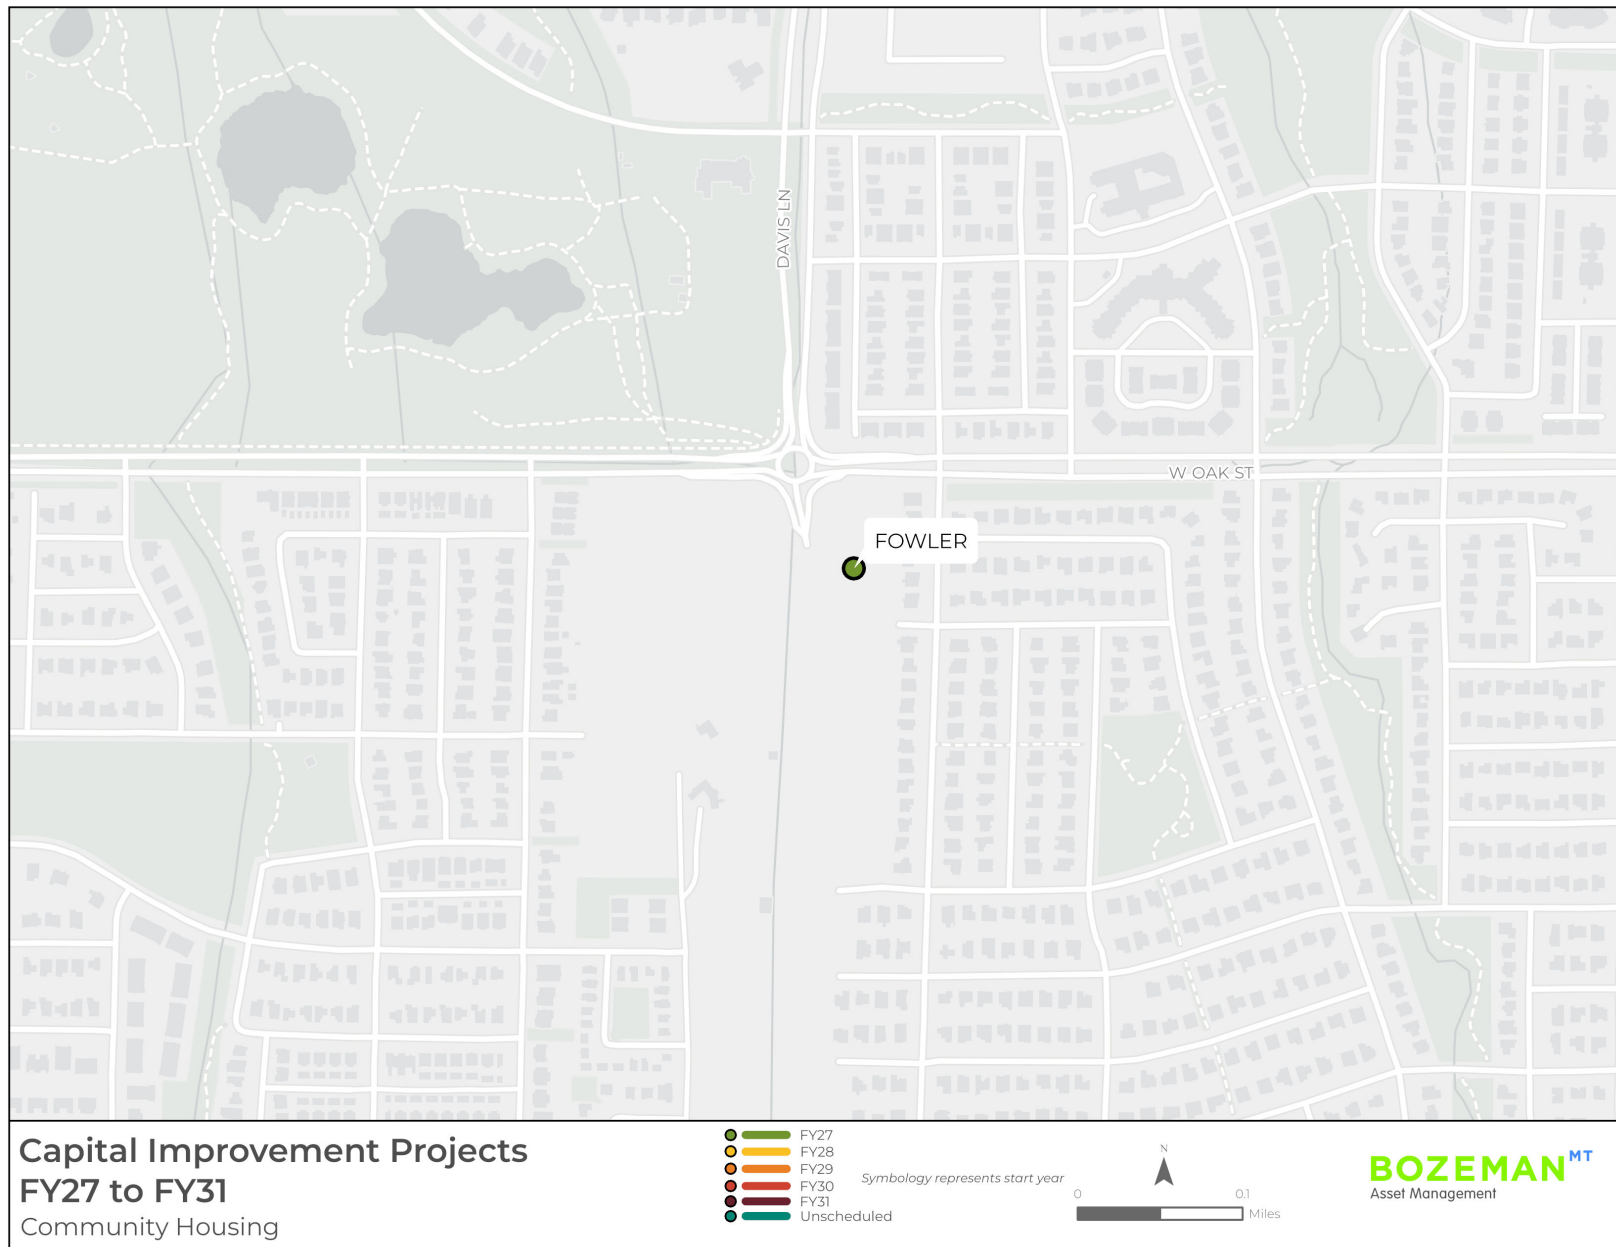 DAVIS LN
W OAK ST
FOWLER
Capital Improvement Projects
FY27 to FY31
Community Housing
FY27
FY28
FY29
FY30
FY31
Unscheduled
Symbology represents start year
N
0 0.1
Miles
BOZEMAN MT
Asset Management